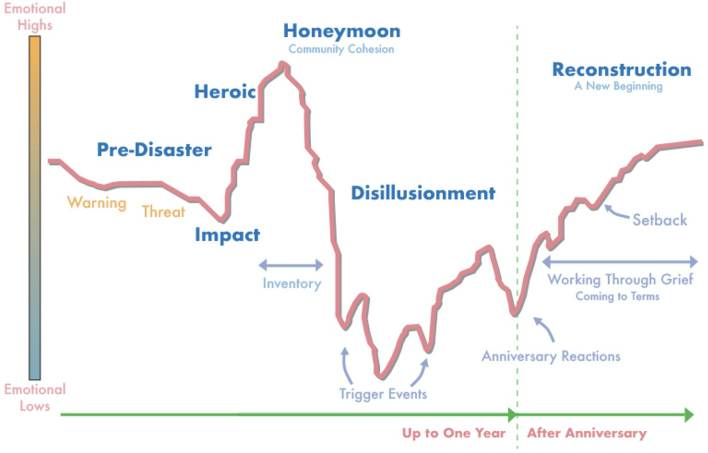 Emotional
Highs
Honeymoon
Community Cohesion
Reconstruction
A New Beginning
Heroic
Pre-Disaster
Warning
Threat
Impact
Disillusionment
Setback
Inventory
Working Through Grief
Coming to Terms
Anniversary Reactions
Trigger Events
Emotional
Lows
Up to One Year
After Anniversary